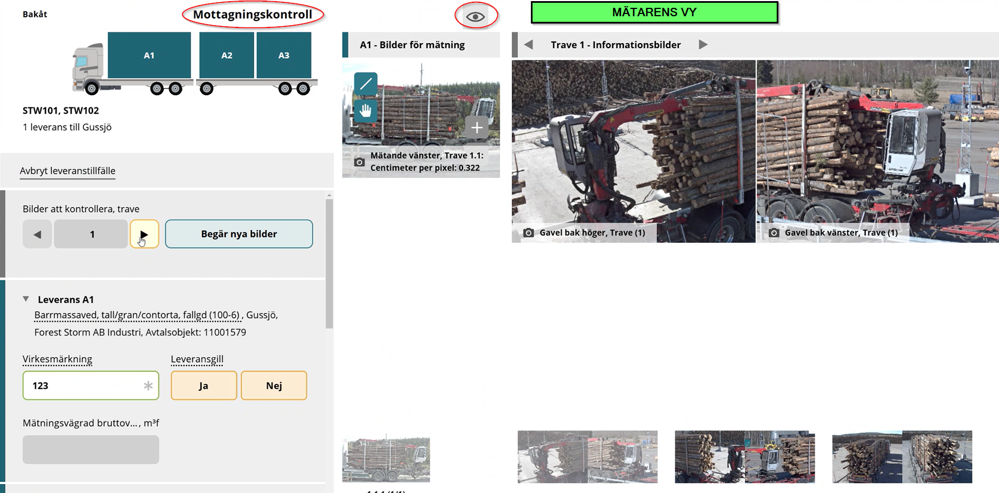 Bakåt
Mottagningskontroll
MÄTARENS VY
A1
A2
A3
STW101, STW102
1 leverans till Gussjö
Avbryt leveranstillfälle
Bilder att kontrollera, trave
1
Begär nya bilder
Leverans A1
Barrmassaved, tall/gran/contorta, fallgd (100-6) , Gussjö,
Forest Storm AB Industri, Avtalsobjekt: 11001579
Virkesmärkning
Leveransgill
123
Ja
Nej
Mätningsvägrad bruttov..., m³f
A1 - Bilder för mätning
Mätande vänster, Trave 1.1:
Centimeter per pixel: 0.322
Trave 1 - Informationsbilder
Gavel bak höger, Trave (1)
Gavel bak vänster, Trave (1)